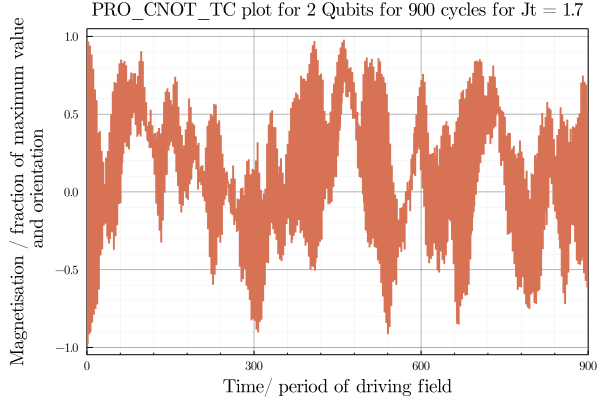 PRO_CNOT_TC plot for 2 Qubits for 900 cycles for Jt = 1.7
Magnetisation / fraction of maximum value
and orientation
1.0
0.5
0.0
−0.5
−1.0
0
300
600
900
Time/ period of driving field